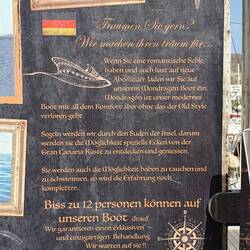 Traumen Sie gern?
Wir machen ihren traum für...
Wenn Sie eine romantische Sehle
haben und auch lust auf neue
Abenteuer, laden wir Sie auf
unserem Mondragon Boot ein.
Mondragon ist unser modernes
Boot mit all dem Komfort aber ohne das der Old Style
verloren geht.
Segeln werden wir durch den Suden der Insel, darum
werden sie die Möglichkeit spezielle Ecken von der
Gran Canaria Küste zu entdecken und geniessen.
Sie werden auch die Möglichkeit haben zu tauchen und
zu schwimmen, so wird die Erfahrung noch
kompletter...
Biss zu 12 personen können auf
unseren Boot drauf.
Wir garantieren einen exklusiven
und einzigartigen Behandlung.
Wir warten auf sie !!